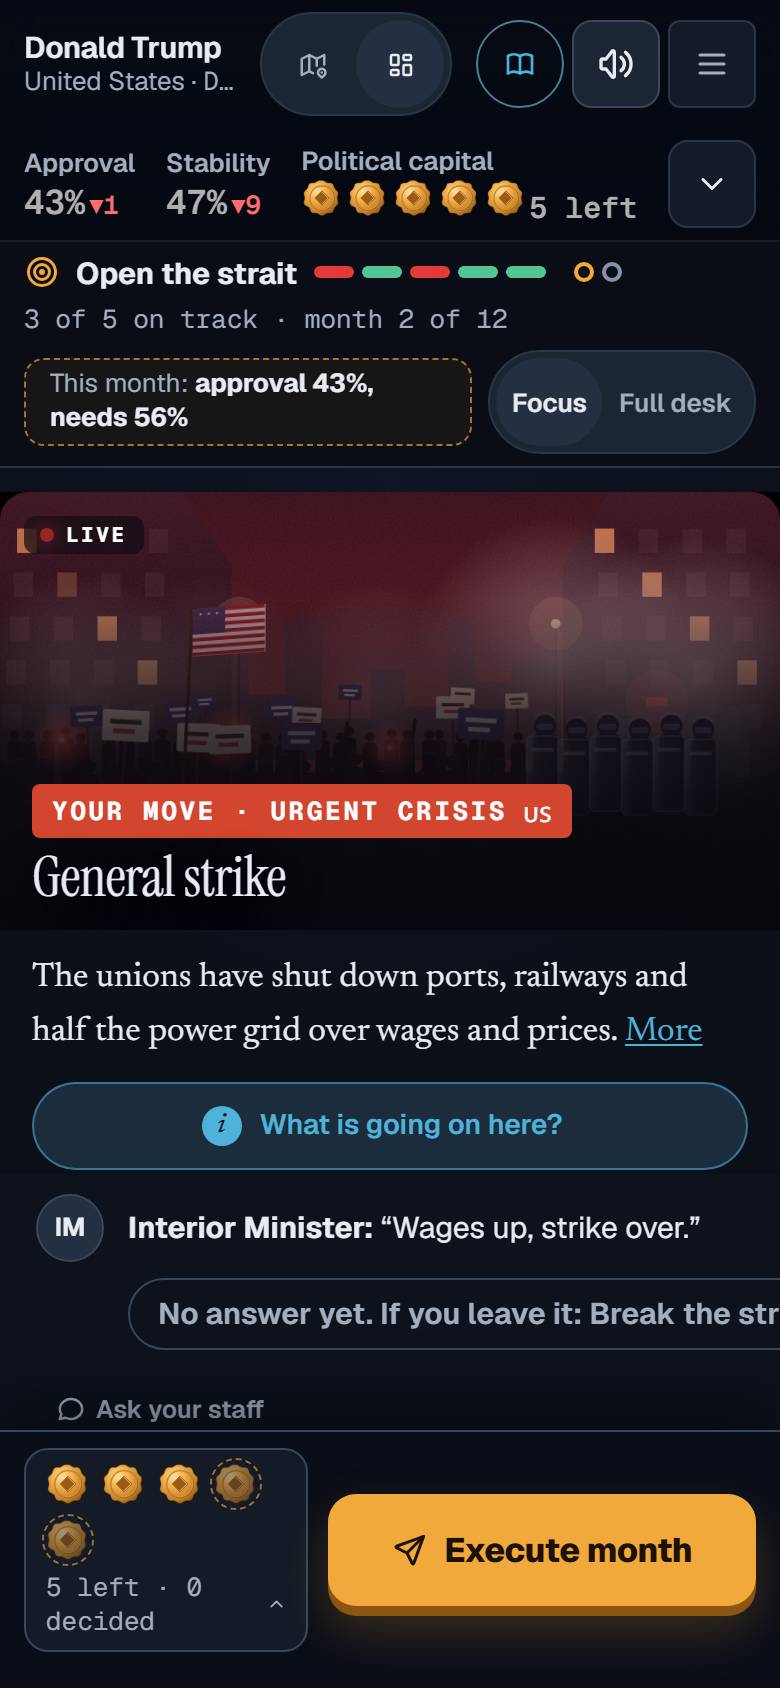 Donald Trump
United States · D...
Approval
43%▾1
Stability
47%▾9
Political capital
5 left
Open the strait
3 of 5 on track · month 2 of 12
This month: approval 43%,
needs 56%
Focus
Full desk
LIVE
YOUR MOVE · URGENT CRISIS US
General strike
The unions have shut down ports, railways and
half the power grid over wages and prices. More
i What is going on here?
IM
Interior Minister: “Wages up, strike over.”
No answer yet. If you leave it: Break the str
Ask your staff
5 left · 0
decided
Execute month